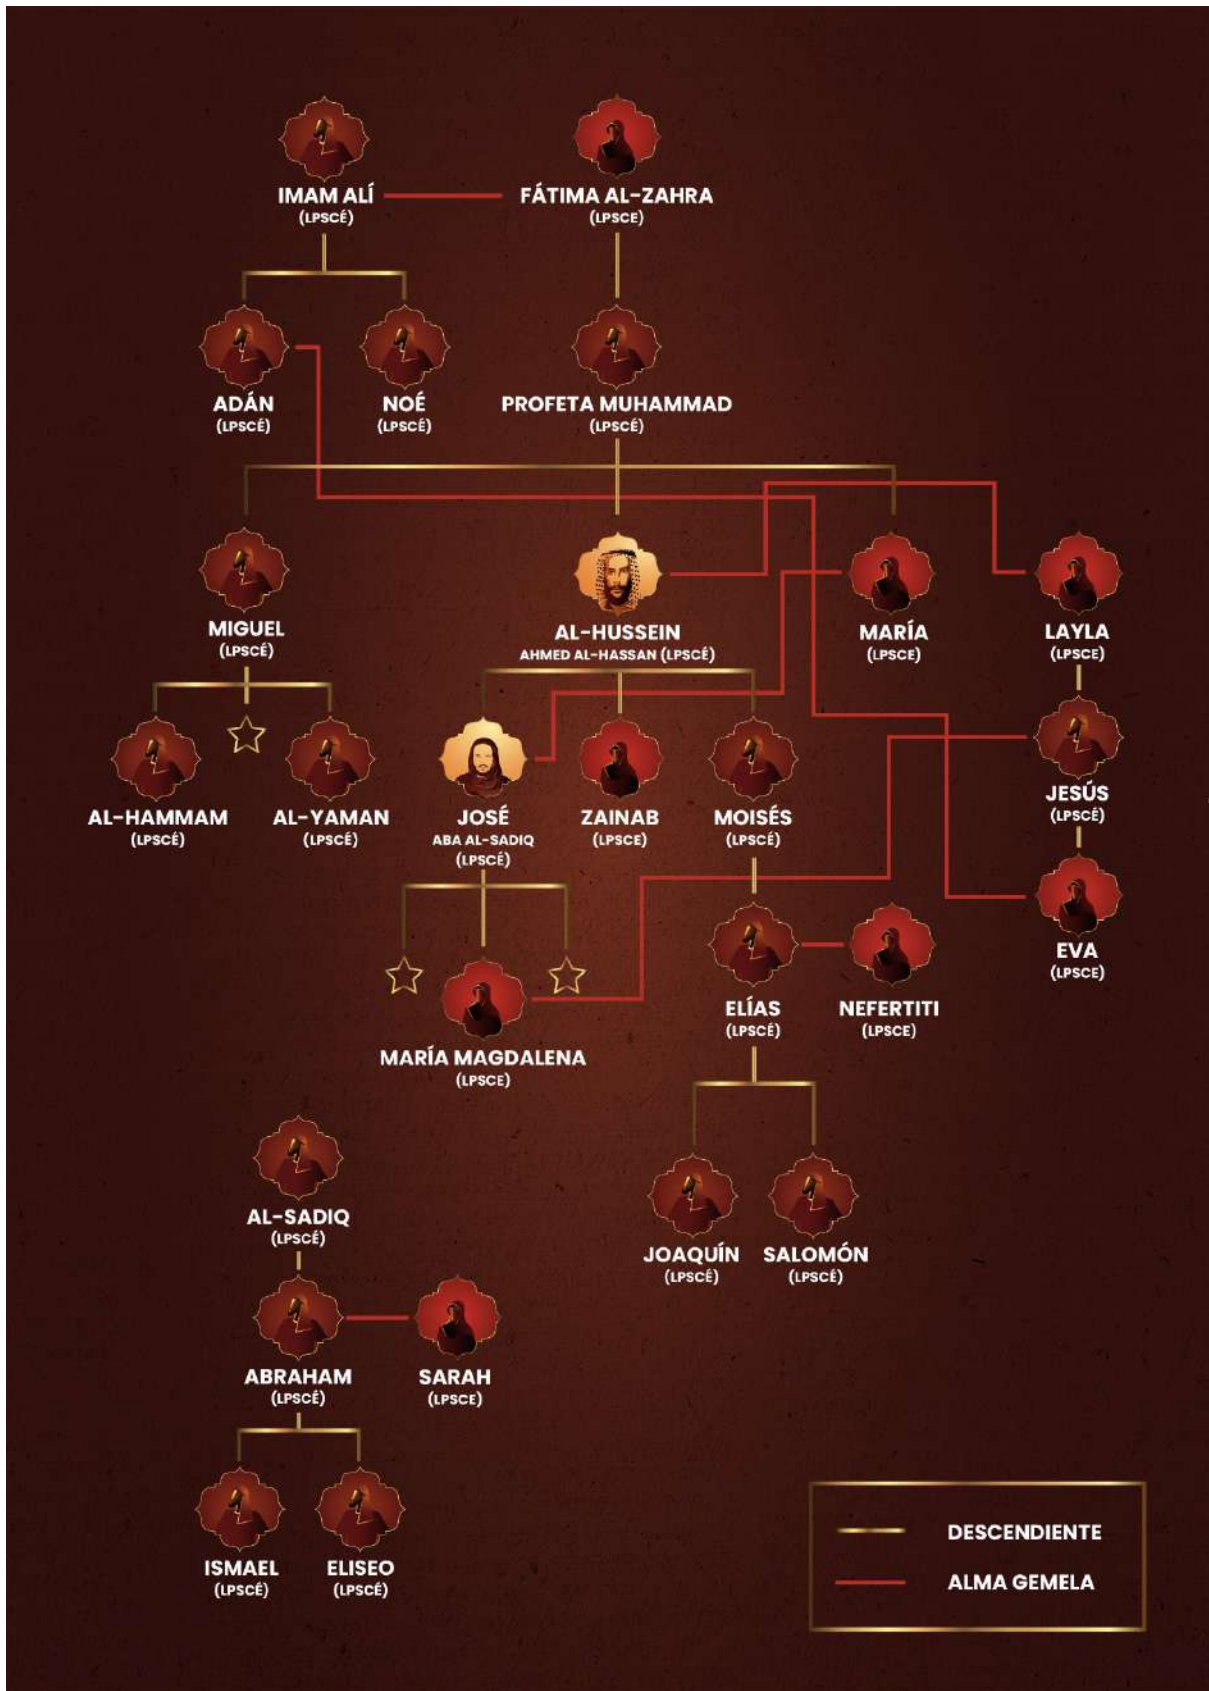 IMAM ALÍ
(LPSCÉ)
FÁTIMA AL-ZAHRA
(LPSCE)
ADÁN
(LPSCÉ)
NOÉ
(LPSCÉ)
PROFETA MUHAMMAD
(LPSCÉ)
MIGUEL
(LPSCÉ)
AL-HUSSEIN
AHMED AL-HASSAN (LPSCÉ)
MARÍA
(LPSCE)
LAYLA
(LPSCE)
AL-HAMMAM
(LPSCÉ)
AL-YAMAN
(LPSCÉ)
JOSÉ
ABA AL-SADIQ
(LPSCÉ)
ZAINAB
(LPSCE)
MOISÉS
(LPSCÉ)
JESÚS
(LPSCÉ)
EVA
(LPSCE)
MARÍA MAGDALENA
(LPSCE)
ELÍAS
(LPSCÉ)
NEFERTITI
(LPSCE)
JOAQUÍN
(LPSCÉ)
SALOMÓN
(LPSCÉ)
AL-SADIQ
(LPSCÉ)
ABRAHAM
(LPSCÉ)
SARAH
(LPSCE)
ISMAEL
(LPSCÉ)
ELISEO
(LPSCÉ)
DESCENDIENTE
ALMA GEMELA